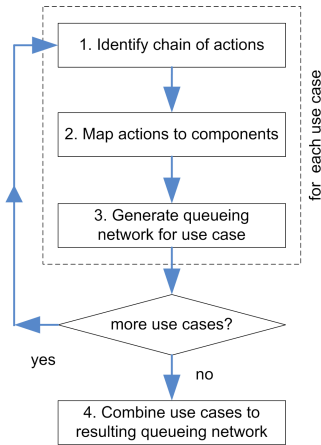 1. Identify chain of actions
2. Map actions to components
3. Generate queueing
network for use case
for each use case
more use cases?
yes
no
4. Combine use cases to
resulting queueing network